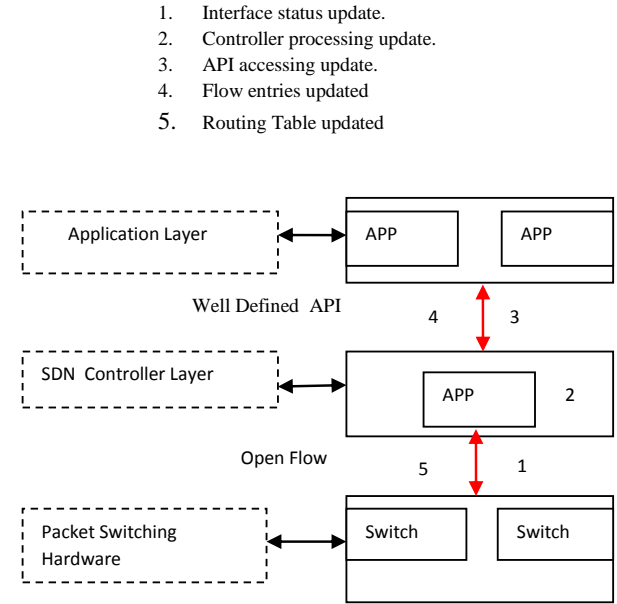 1. Interface status update.
2. Controller processing update.
3. API accessing update.
4. Flow entries updated
5. Routing Table updated
Application Layer
APP
APP
Well Defined API
4
3
SDN Controller Layer
APP
2
Open Flow
5
1
Packet Switching
Hardware
Switch
Switch